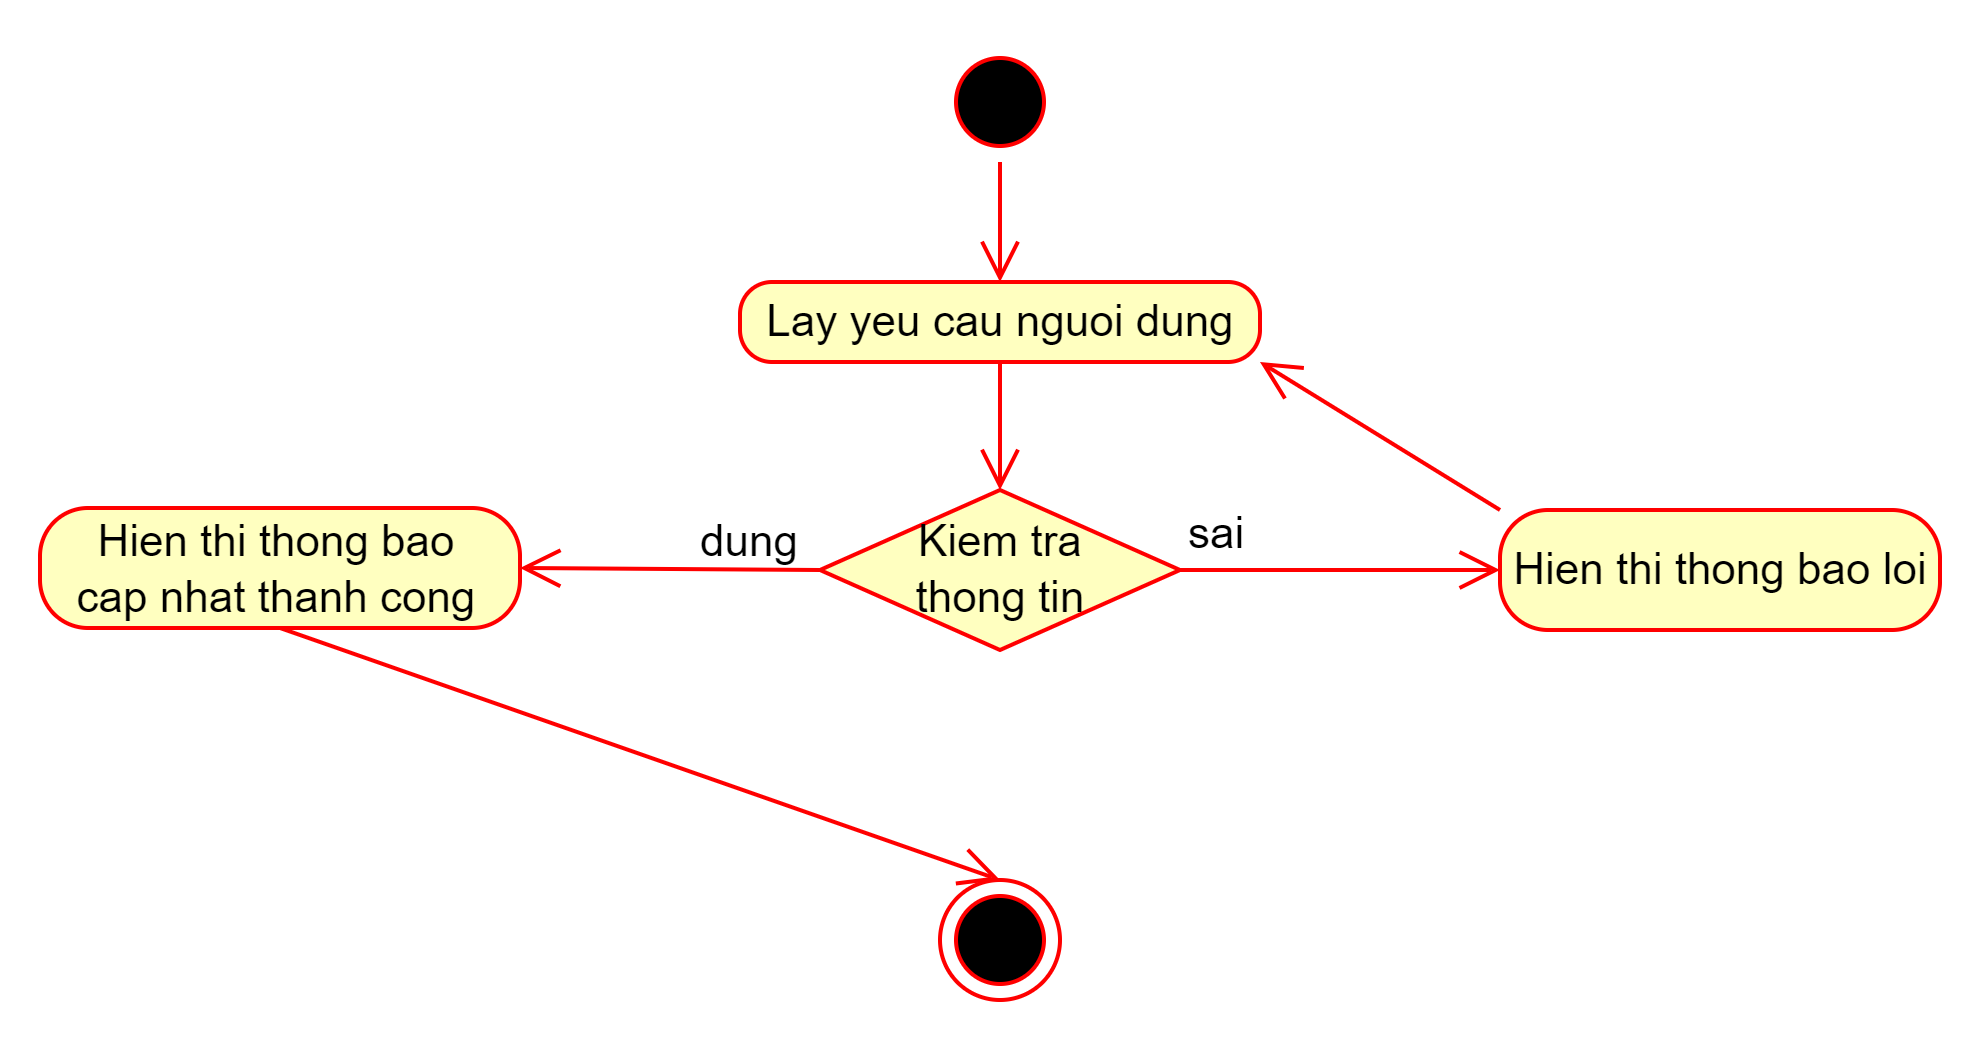 Lay yeu cau nguoi dung
Hien thi thong bao
cap nhat thanh cong
dung
Kiem tra
thong tin
sai
Hien thi thong bao loi